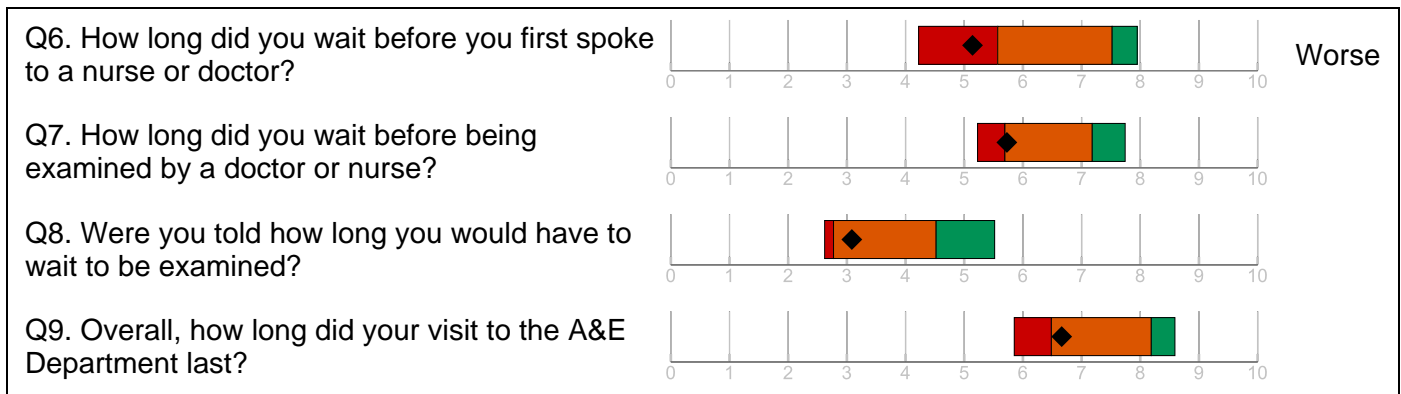 Q6. How long did you wait before you first spoke
to a nurse or doctor?
Worse
0 1 2 3 4 5 6 7 8 9 10
Q7. How long did you wait before being
examined by a doctor or nurse?
0 1 2 3 4 5 6 7 8 9 10
Q8. Were you told how long you would have to
wait to be examined?
0 1 2 3 4 5 6 7 8 9 10
Q9. Overall, how long did your visit to the A&E
Department last?
0 1 2 3 4 5 6 7 8 9 10